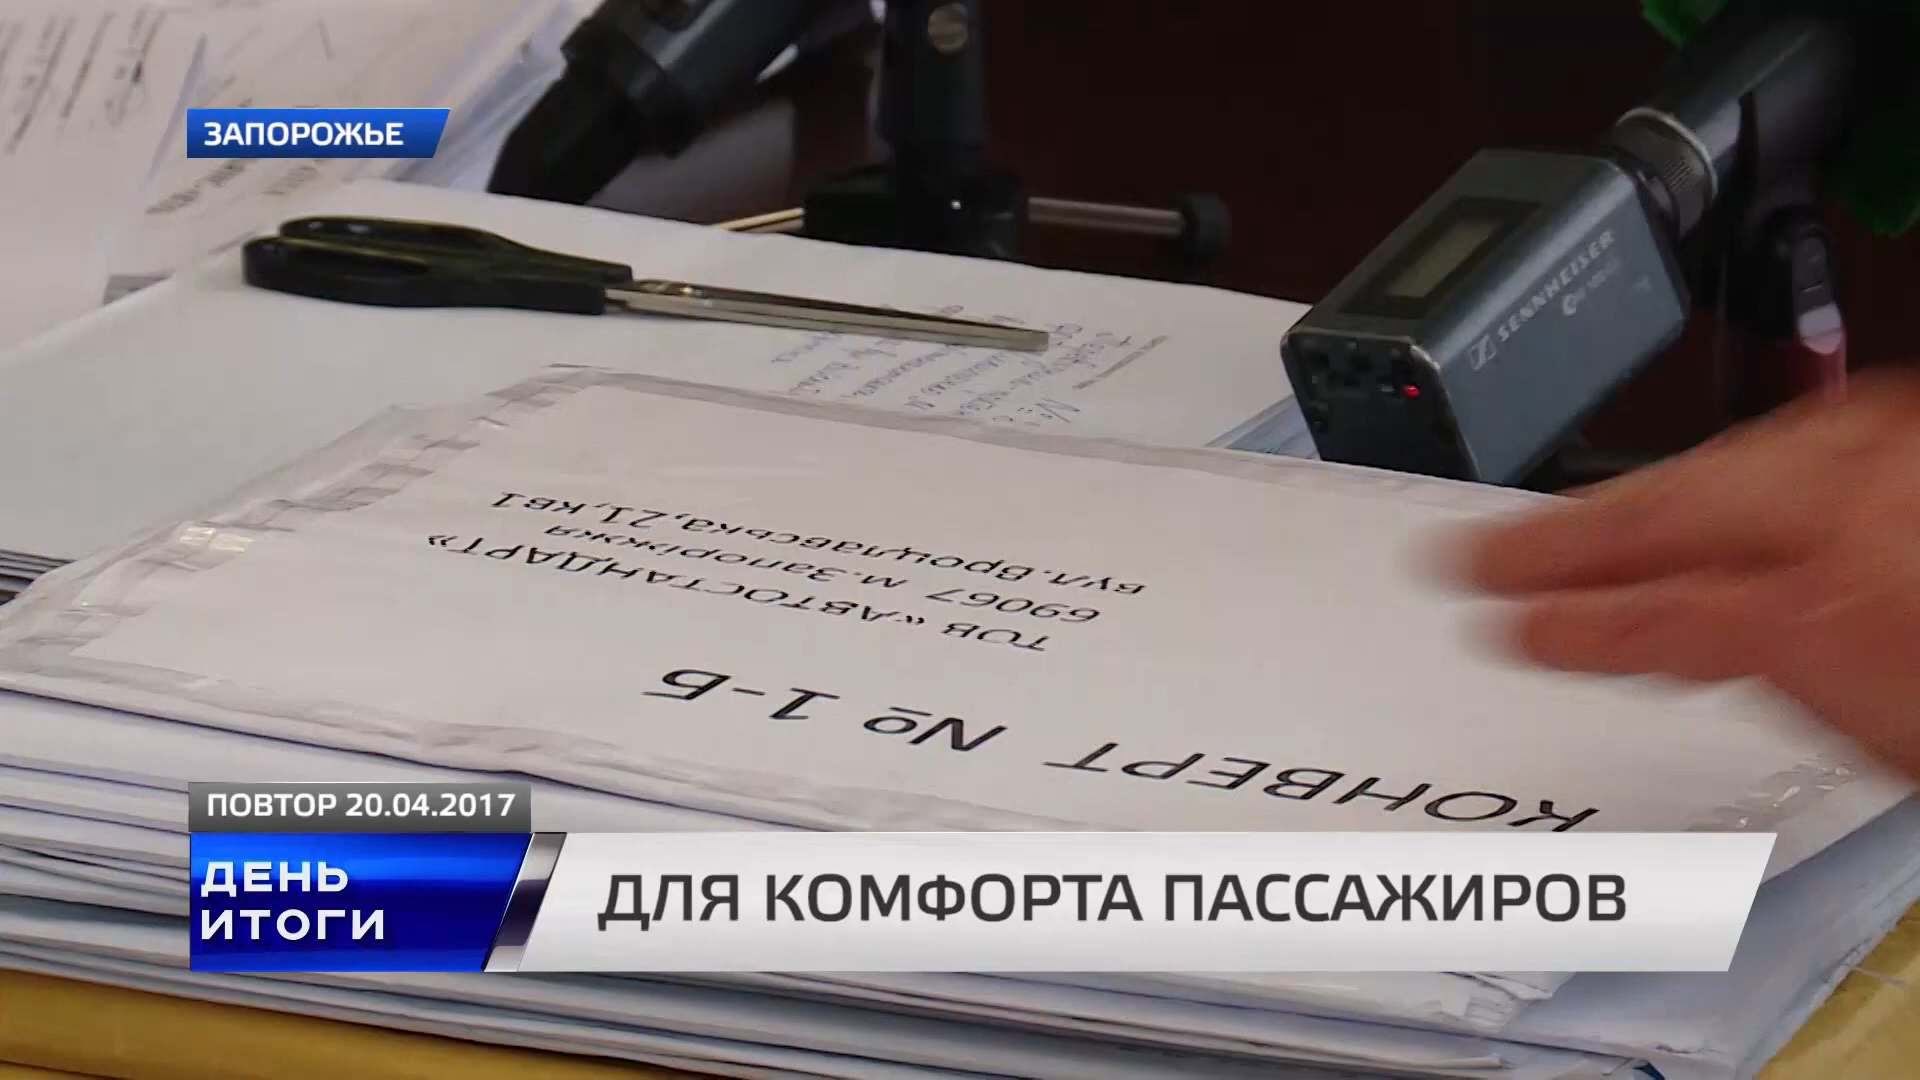 ЗАПОРОЖЬЕ
SENNHEISER
КОНВЕРТ № 1-Б
ТОВ «АВТОСТАНДАРТ»
69067 м.Запоріжжя
вул.Вроцлавська,21,кв1
ПОВТОР 20.04.2017
ДЕНЬ
ИТОГИ
ДЛЯ КОМФОРТА ПАССАЖИРОВ